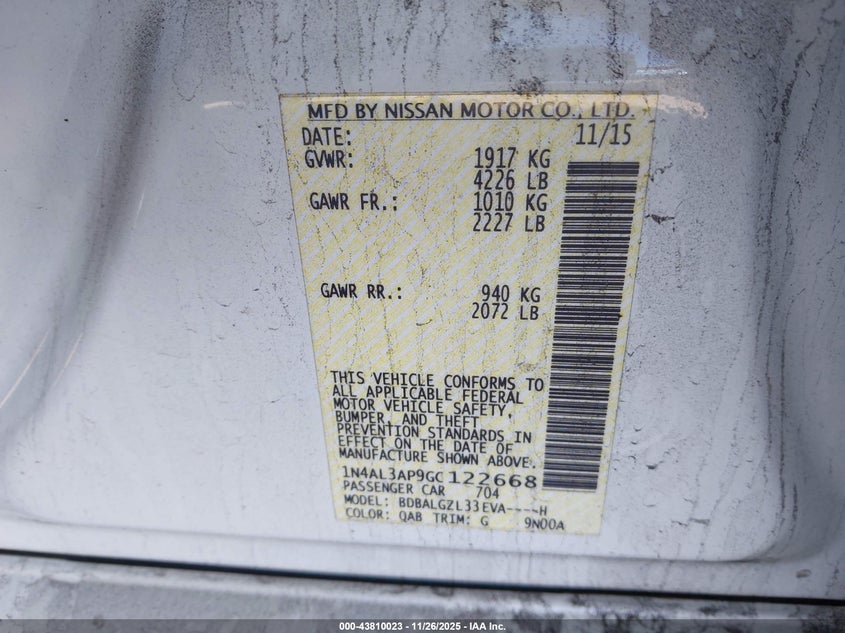 MFD BY NISSAN MOTOR CO., LTD.
DATE: 11/15
GVWR: 1917 KG
4226 LB
GAWR FR.: 1010 KG
2227 LB
GAWR RR.: 940 KG
2072 LB
THIS VEHICLE CONFORMS TO
ALL APPLICABLE FEDERAL
MOTOR VEHICLE SAFETY,
BUMPER, AND THEFT
PREVENTION STANDARDS IN
EFFECT ON THE DATE OF
MANUFACTURE SHOWN ABOVE.
1N4AL3AP9GC122668
PASSENGER CAR 704
MODEL: BDBALGZL33EVA----H
COLOR: QAB TRIM: G 9N00A
000-43810023 - 11/26/2025 - IAA Inc.